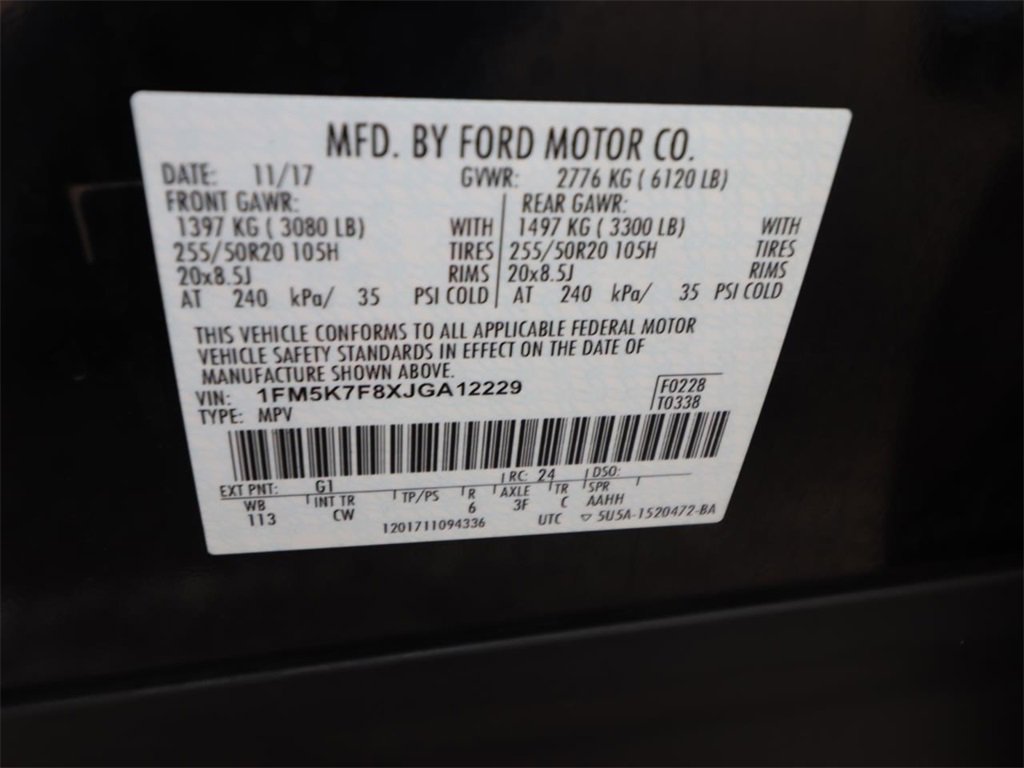 MFD. BY FORD MOTOR CO.
DATE: 11/17 GVWR: 2776 KG ( 6120 LB)
FRONT GAWR: REAR GAWR:
1397 KG ( 3080 LB) WITH 1497 KG ( 3300 LB) WITH
255/50R20 105H TIRES 255/50R20 105H TIRES
20x8.5J RIMS 20x8.5J RIMS
AT 240 kPa/ 35 PSI COLD AT 240 kPa/ 35 PSI COLD
THIS VEHICLE CONFORMS TO ALL APPLICABLE FEDERAL MOTOR
VEHICLE SAFETY STANDARDS IN EFFECT ON THE DATE OF
MANUFACTURE SHOWN ABOVE.
VIN: 1FM5K7F8XJGA12229 F0228
TYPE: MPV T0338
EXT PNT: G1 RC: 24 DSO:
WB INT TR TP/PS R AXLE TR SPR
113 CW 6 3F C AAHH
1201711094336 UTC ▽ 5U5A-1520472-BA